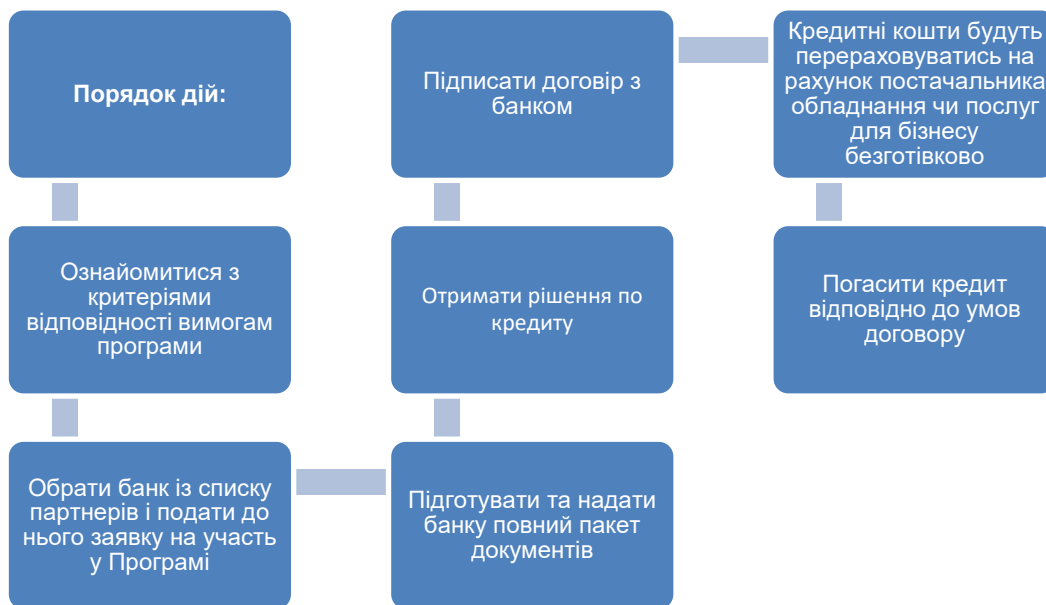 Порядок дій:
Ознайомитися з
критеріями
відповідності вимогам
програми
Обрати банк із списку
партнерів і подати до
нього заявку на участь
у Програмі
Підготувати та надати
банку повний пакет
документів
Отримати рішення по
кредиту
Підписати договір з
банком
Кредитні кошти будуть
перераховуватись на
рахунок постачальника
обладнання чи послуг
для бізнесу
безготівково
Погасити кредит
відповідно до умов
договору